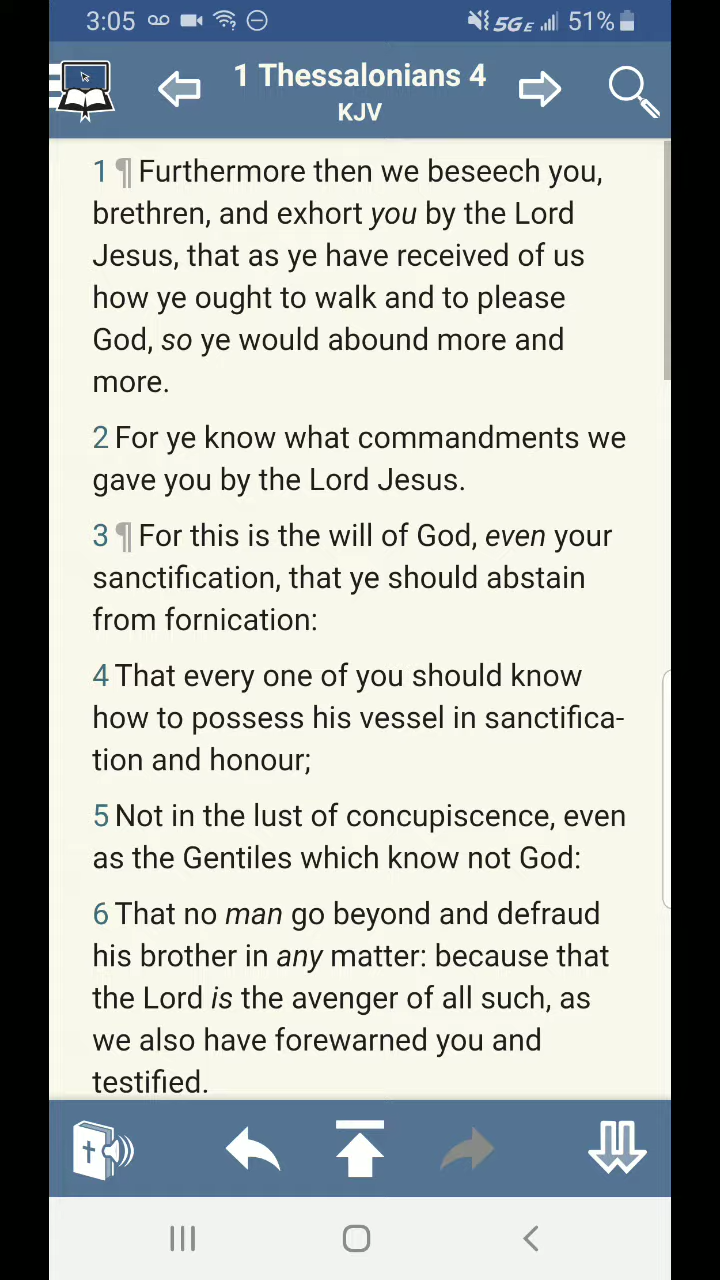 3:05 5GE 51%
1 Thessalonians 4
KJV
1 ¶ Furthermore then we beseech you,
brethren, and exhort you by the Lord
Jesus, that as ye have received of us
how ye ought to walk and to please
God, so ye would abound more and
more.
2 For ye know what commandments we
gave you by the Lord Jesus.
3 ¶ For this is the will of God, even your
sanctification, that ye should abstain
from fornication:
4 That every one of you should know
how to possess his vessel in sanctifica-
tion and honour;
5 Not in the lust of concupiscence, even
as the Gentiles which know not God:
6 That no man go beyond and defraud
his brother in any matter: because that
the Lord is the avenger of all such, as
we also have forewarned you and
testified.